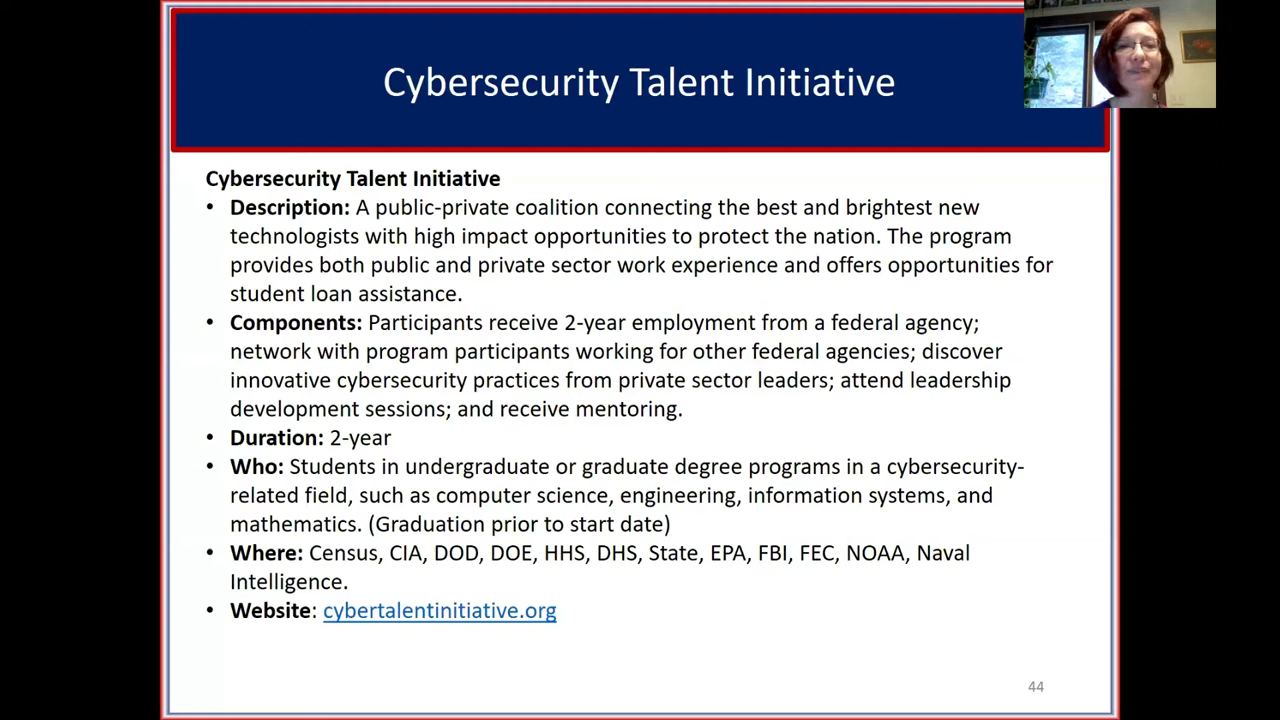 Cybersecurity Talent Initiative
Cybersecurity Talent Initiative
• Description: A public-private coalition connecting the best and brightest new
technologists with high impact opportunities to protect the nation. The program
provides both public and private sector work experience and offers opportunities for
student loan assistance.
• Components: Participants receive 2-year employment from a federal agency;
network with program participants working for other federal agencies; discover
innovative cybersecurity practices from private sector leaders; attend leadership
development sessions; and receive mentoring.
• Duration: 2-year
• Who: Students in undergraduate or graduate degree programs in a cybersecurity-
related field, such as computer science, engineering, information systems, and
mathematics. (Graduation prior to start date)
• Where: Census, CIA, DOD, DOE, HHS, DHS, State, EPA, FBI, FEC, NOAA, Naval
Intelligence.
• Website: cybertalentinitiative.org
44